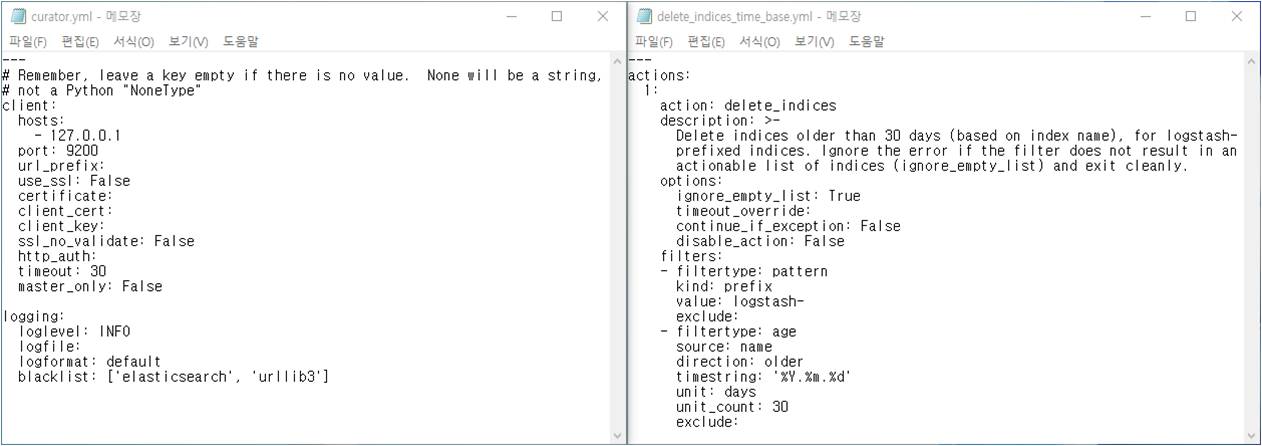 curator.yml - 메모장
파일(F) 편집(E) 서식(O) 보기(V) 도움말
---
# Remember, leave a key empty if there is no value.  None will be a string,
# not a Python "NoneType"
client:
  hosts:
    - 127.0.0.1
  port: 9200
  url_prefix:
  use_ssl: False
  certificate:
  client_cert:
  client_key:
  ssl_no_validate: False
  http_auth:
  timeout: 30
  master_only: False

logging:
  loglevel: INFO
  logfile:
  logformat: default
  blacklist: ['elasticsearch', 'urllib3']
delete_indices_time_base.yml - 메모장
파일(F) 편집(E) 서식(O) 보기(V) 도움말
---
actions:
  1:
    action: delete_indices
    description: >-
      Delete indices older than 30 days (based on index name), for logstash-
      prefixed indices. Ignore the error if the filter does not result in an
      actionable list of indices (ignore_empty_list) and exit cleanly.
    options:
      ignore_empty_list: True
      timeout_override:
      continue_if_exception: False
      disable_action: False
    filters:
    - filtertype: pattern
      kind: prefix
      value: logstash-
      exclude:
    - filtertype: age
      source: name
      direction: older
      timestring: '%Y.%m.%d'
      unit: days
      unit_count: 30
      exclude: